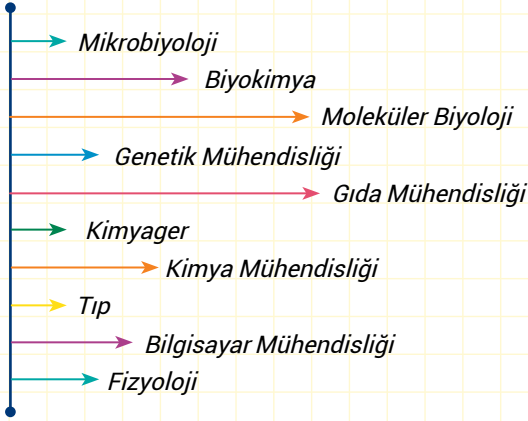 Mikrobiyoloji
Biyokimya
Moleküler Biyoloji
Genetik Mühendisliği
Gıda Mühendisliği
Kimyager
Kimya Mühendisliği
Tıp
Bilgisayar Mühendisliği
Fizyoloji